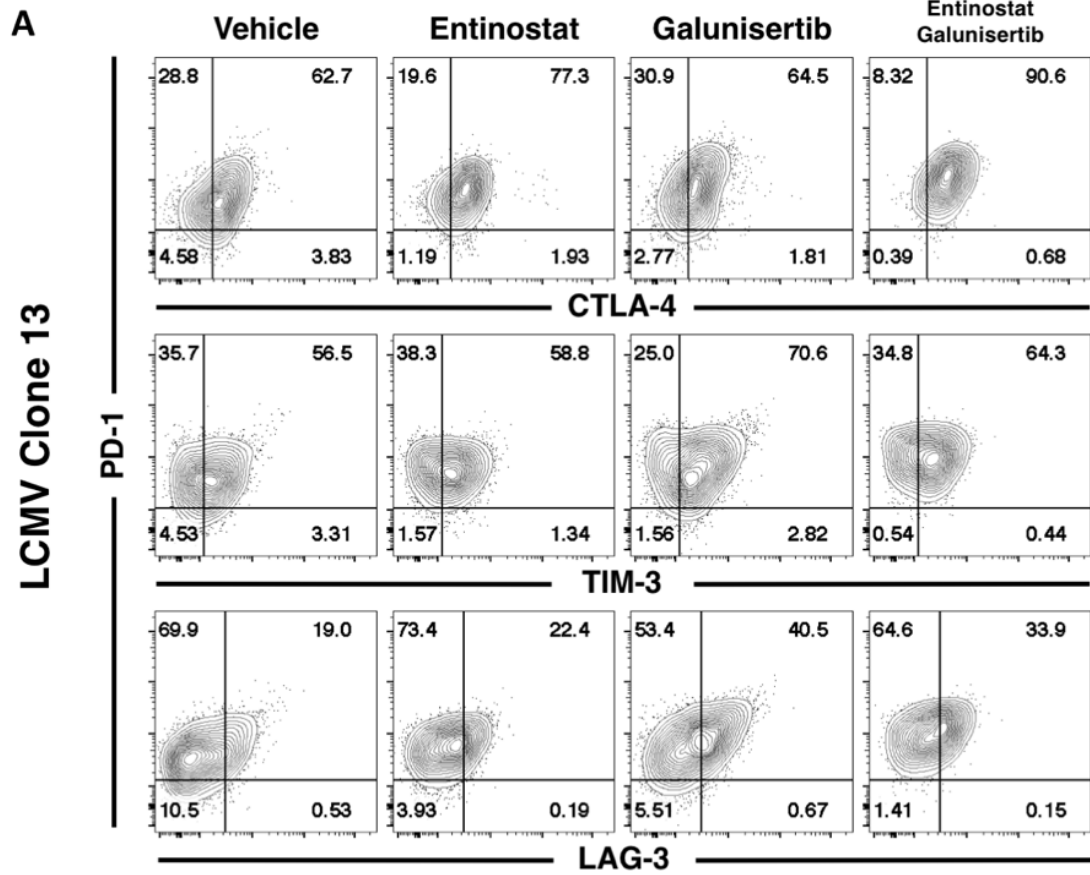 A
Vehicle
Entinostat
Galunisertib
Entinostat
Galunisertib
LCMV Clone 13
PD-1
28.8 62.7
4.58 3.83
19.6 77.3
1.19 1.93
30.9 64.5
2.77 1.81
8.32 90.6
0.39 0.68
CTLA-4
35.7 56.5
4.53 3.31
38.3 58.8
1.57 1.34
25.0 70.6
1.56 2.82
34.8 64.3
0.54 0.44
TIM-3
69.9 19.0
10.5 0.53
73.4 22.4
3.93 0.19
53.4 40.5
5.51 0.67
64.6 33.9
1.41 0.15
LAG-3